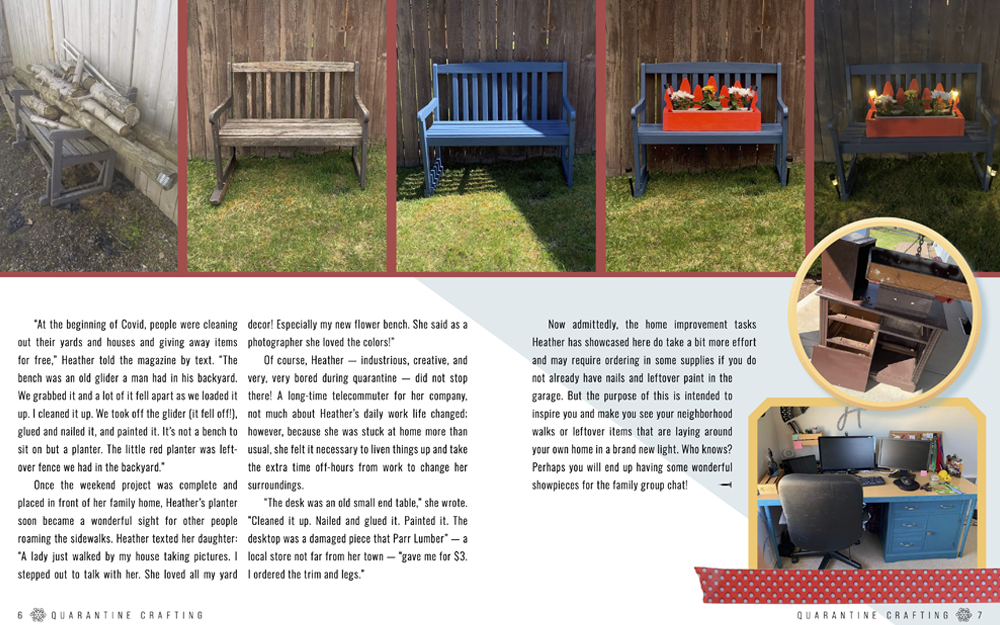 "At the beginning of Covid, people were cleaning
out their yards and houses and giving away items
for free," Heather told the magazine by text. "The
bench was an old glider a man had in his backyard.
We grabbed it and a lot of it fell apart as we loaded it
up. I cleaned it up. We took off the glider (it fell off!),
glued and nailed it, and painted it. It's not a bench to
sit on but a planter. The little red planter was left-
over fence we had in the backyard."
Once the weekend project was complete and
placed in front of her family home, Heather's planter
soon became a wonderful sight for other people
roaming the sidewalks. Heather texted her daughter:
"A lady just walked by my house taking pictures. I
stepped out to talk with her. She loved all my yard
decor! Especially my new flower bench. She said as a
photographer she loved the colors!"
Of course, Heather — industrious, creative, and
very, very bored during quarantine — did not stop
there! A long-time telecommuter for her company,
not much about Heather's daily work life changed;
however, because she was stuck at home more than
usual, she felt it necessary to liven things up and take
the extra time off-hours from work to change her
surroundings.
"The desk was an old small end table," she wrote.
"Cleaned it up. Nailed and glued it. Painted it. The
desktop was a damaged piece that Parr Lumber" — a
local store not far from her town — "gave me for $3.
I ordered the trim and legs."
Now admittedly, the home improvement tasks
Heather has showcased here do take a bit more effort
and may require ordering in some supplies if you do
not already have nails and leftover paint in the
garage. But the purpose of this is intended to
inspire you and make you see your neighborhood
walks or leftover items that are laying around
your own home in a brand new light. Who knows?
Perhaps you will end up having some wonderful
showpieces for the family group chat!
6 QUARANTINE CRAFTING
QUARANTINE CRAFTING 7